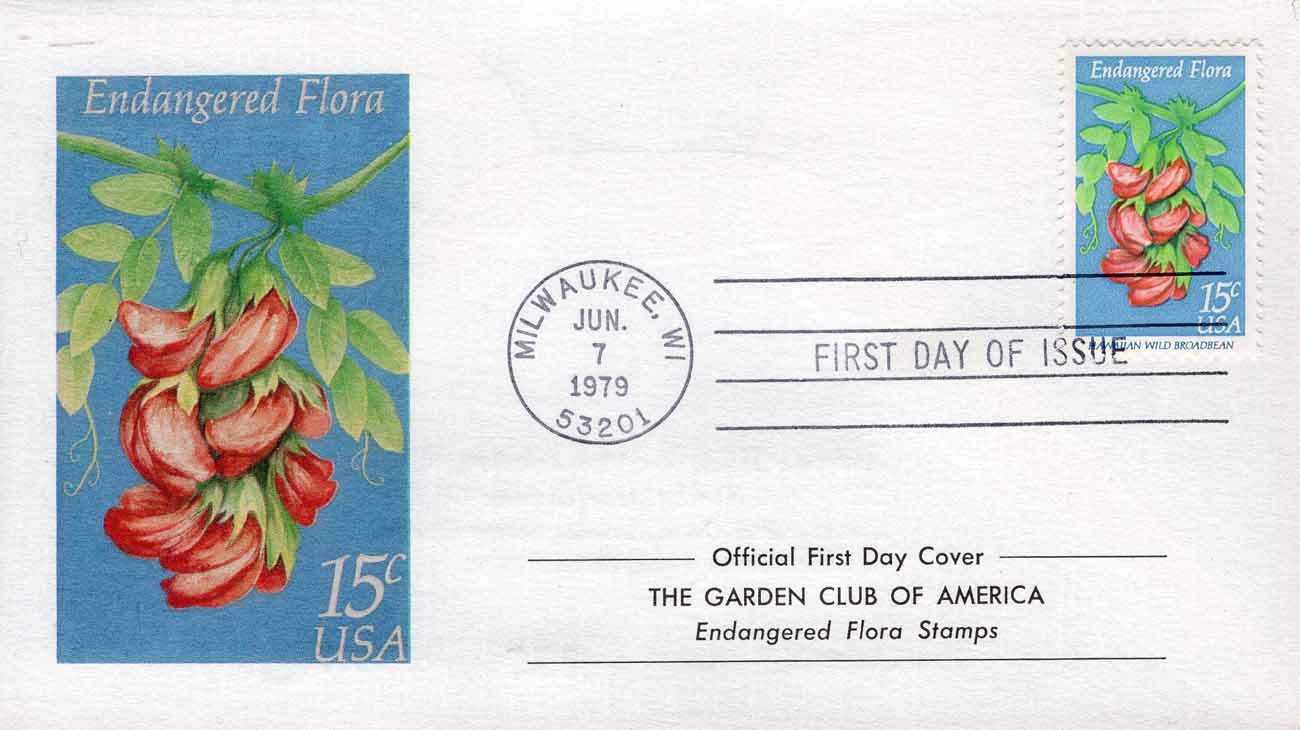 Endangered Flora
15c
USA
Endangered Flora
15c
USA
HAWAIIAN WILD BROADBEAN
MILWAUKEE, WI
JUN.
7
1979
53201
FIRST DAY OF ISSUE
Official First Day Cover
THE GARDEN CLUB OF AMERICA
Endangered Flora Stamps